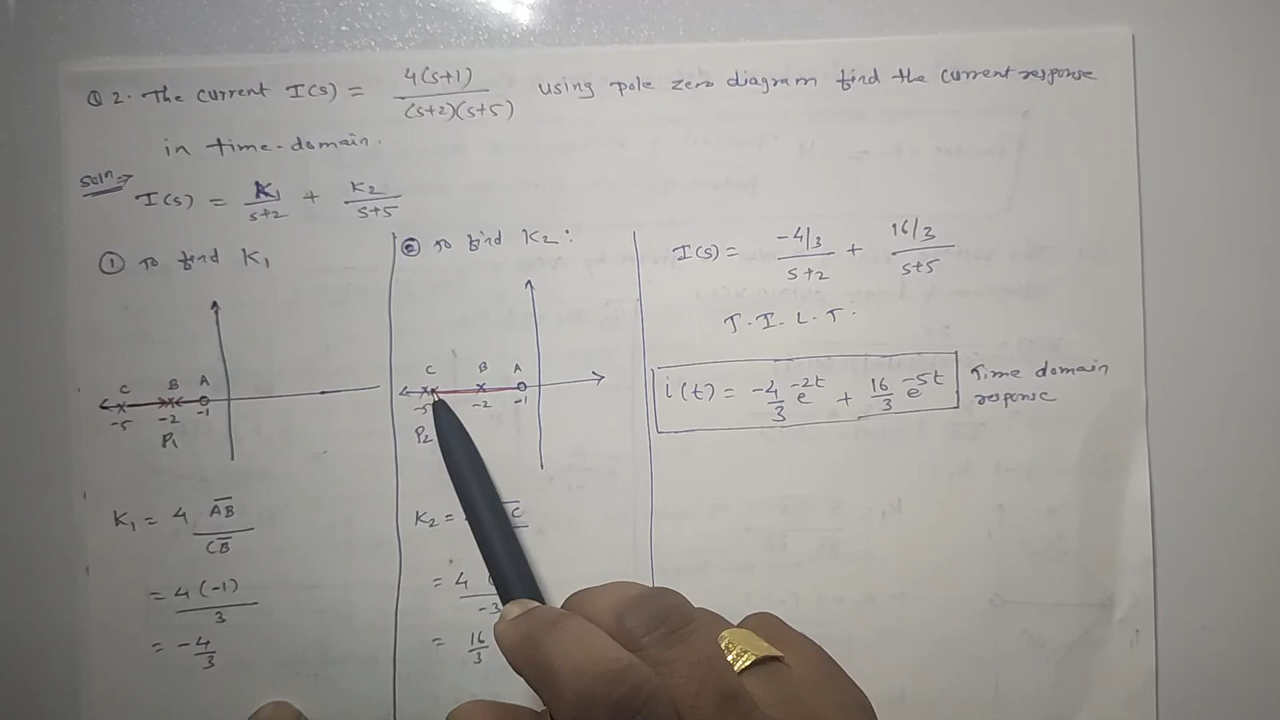 Q 2. The current I(s) = 4(s+1) / (s+2)(s+5) using pole zero diagram find the current response
in time-domain.
Soln ⇒
I(s) = K1 / s+2 + K2 / s+5
① To find K1
C B A
-5 -2 -1
P1
K1 = 4 AB / CB
= 4(-1) / 3
= -4/3
② To find K2:
C B A
-5 -2 -1
P2
K2 = C
= 4 / -3
= 16/3
I(s) = -4/3 / s+2 + 16/3 / s+5
T. I. L. T.
i(t) = -4/3 e^-2t + 16/3 e^-5t Time domain
response